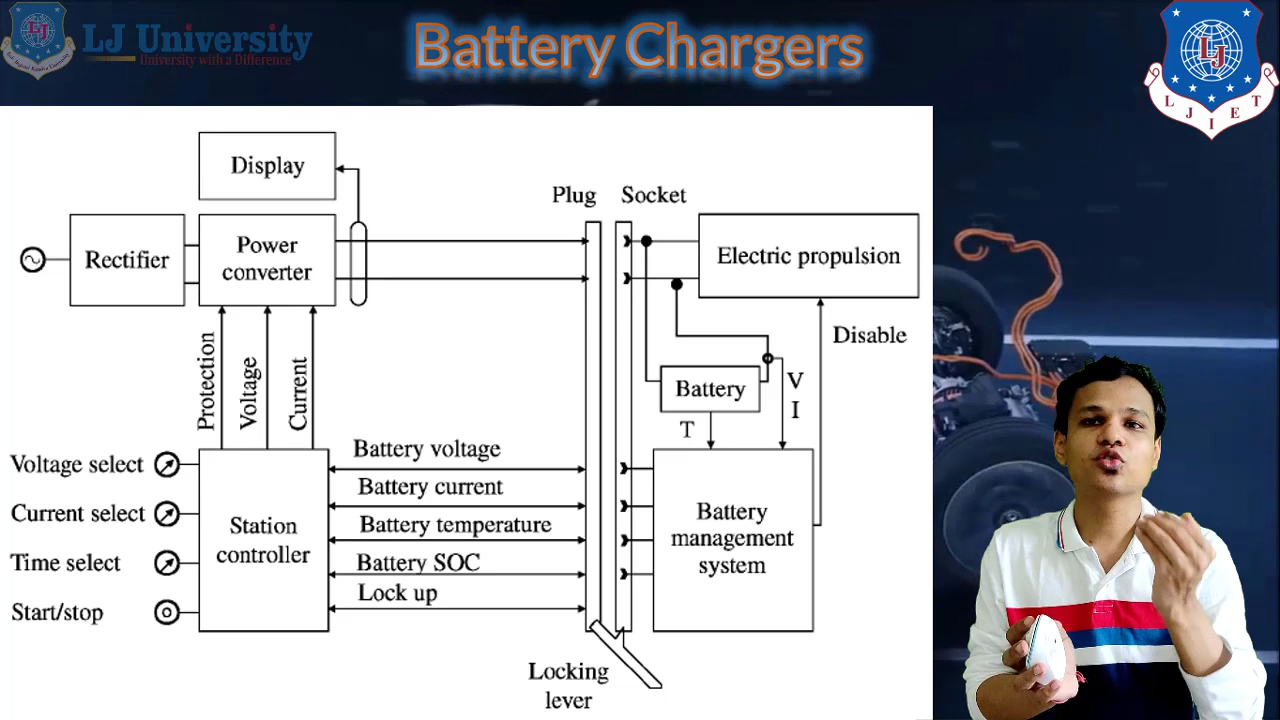 LJ University
University with a Difference
Battery Chargers
LJ
L J I E T
Display
Plug Socket
Rectifier
Power
converter
Electric propulsion
Protection
Voltage
Current
Disable
Battery
V
I
T
Voltage select
Current select
Time select
Start/stop
Station
controller
Battery voltage
Battery current
Battery temperature
Battery SOC
Lock up
Battery
management
system
Locking
lever